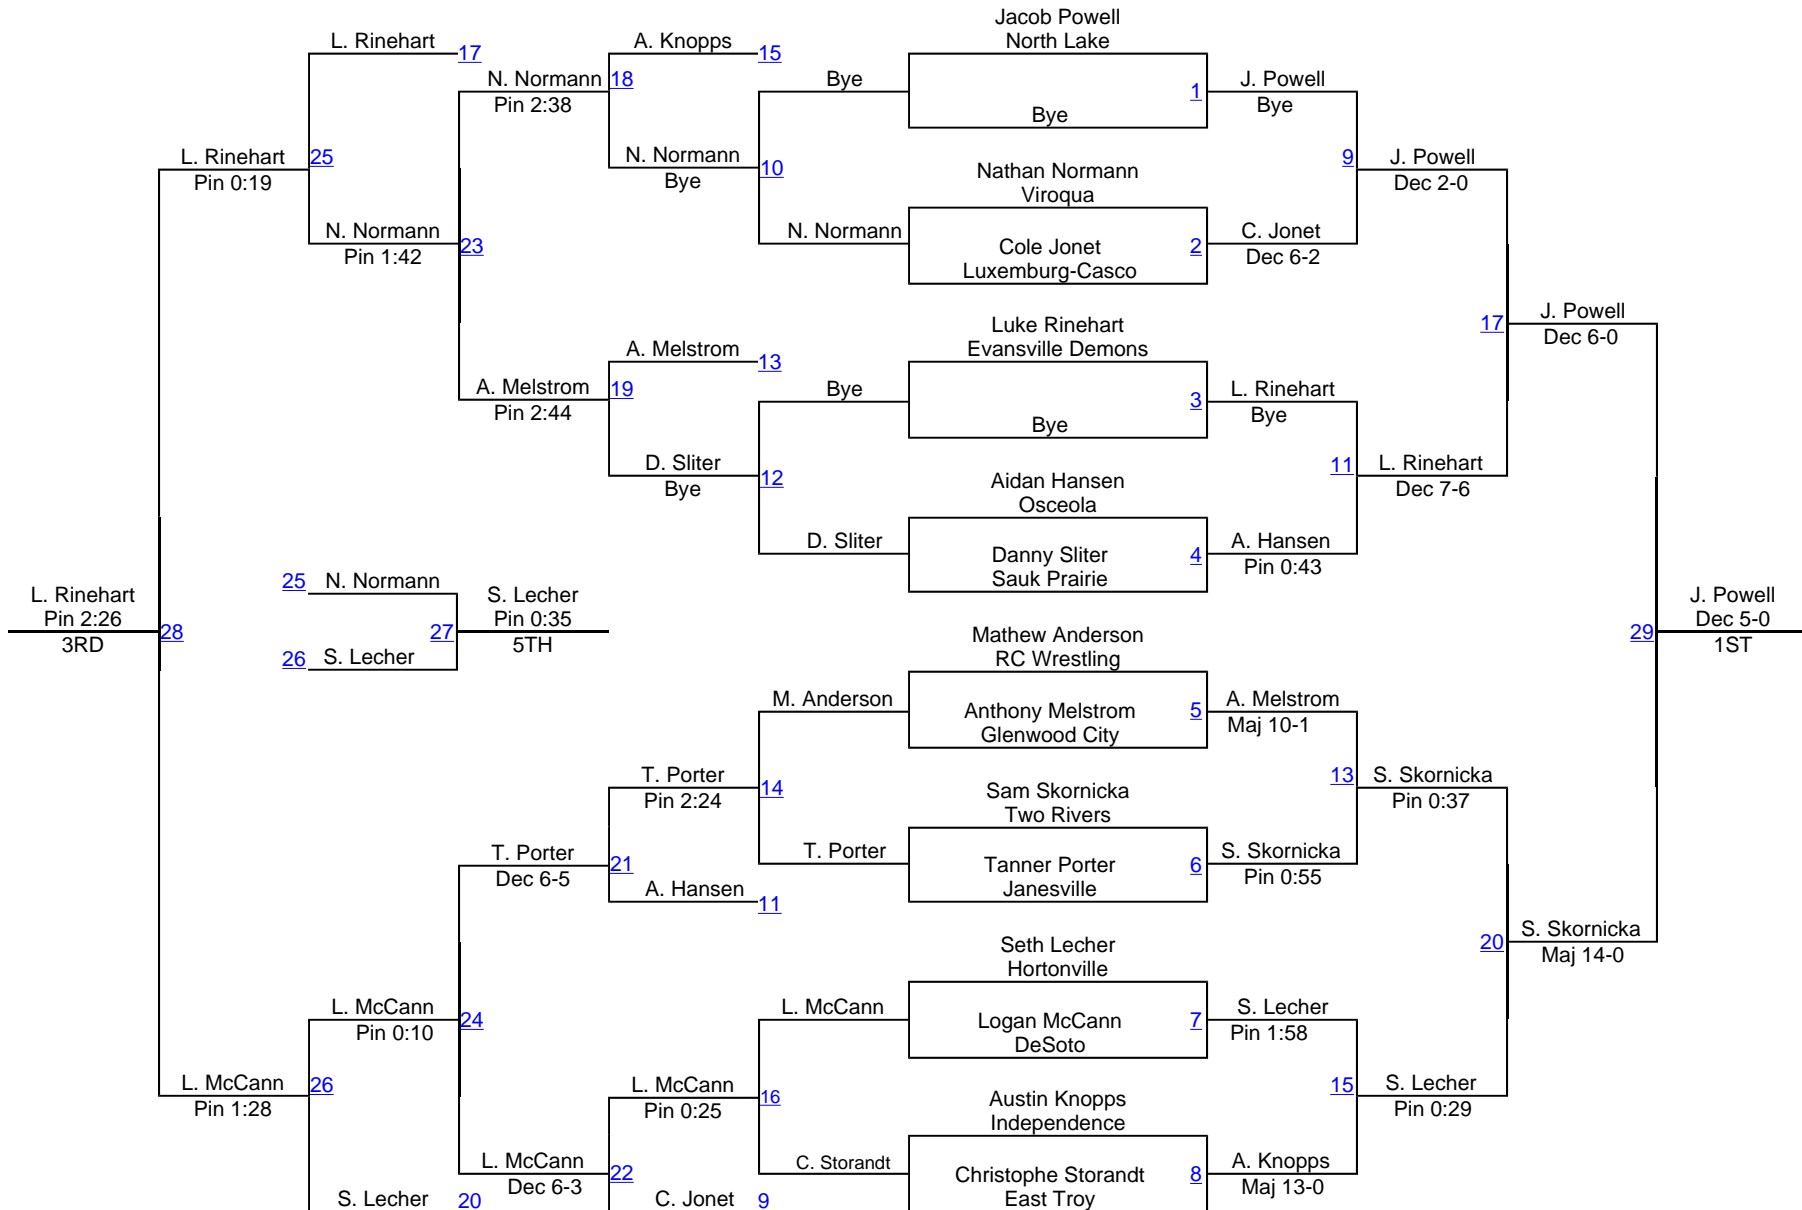 Jacob Powell
North Lake
L. Rinehart
17
A. Knopps
15
N. Normann
18
Pin 2:38
Bye
1
Bye
J. Powell
Bye
L. Rinehart
25
Pin 0:19
N. Normann
10
Bye
Nathan Normann
Viroqua
9
J. Powell
Dec 2-0
N. Normann
23
Pin 1:42
N. Normann
Cole Jonet
Luxemburg-Casco
2
C. Jonet
Dec 6-2
Luke Rinehart
Evansville Demons
17
J. Powell
Dec 6-0
A. Melstrom
13
A. Melstrom
19
Pin 2:44
Bye
3
Bye
L. Rinehart
Bye
D. Sliter
12
Bye
Aidan Hansen
Osceola
11
L. Rinehart
Dec 7-6
D. Sliter
Danny Sliter
Sauk Prairie
4
A. Hansen
Pin 0:43
25
N. Normann
L. Rinehart
Pin 2:26
28
3RD
27
S. Lecher
Pin 0:35
5TH
26
S. Lecher
29
J. Powell
Dec 5-0
1ST
Mathew Anderson
RC Wrestling
M. Anderson
Anthony Melstrom
Glenwood City
5
A. Melstrom
Maj 10-1
T. Porter
14
Pin 2:24
Sam Skornicka
Two Rivers
13
S. Skornicka
Pin 0:37
T. Porter
21
Dec 6-5
T. Porter
Tanner Porter
Janesville
6
S. Skornicka
Pin 0:55
A. Hansen
11
Seth Lecher
Hortonville
20
S. Skornicka
Maj 14-0
L. McCann
24
Pin 0:10
L. McCann
Logan McCann
DeSoto
7
S. Lecher
Pin 1:58
L. McCann
26
Pin 1:28
L. McCann
16
Pin 0:25
Austin Knopps
Independence
15
S. Lecher
Pin 0:29
L. McCann
22
Dec 6-3
C. Storandt
Christophe Storandt
East Troy
8
A. Knopps
Maj 13-0
S. Lecher
20
C. Jonet
9